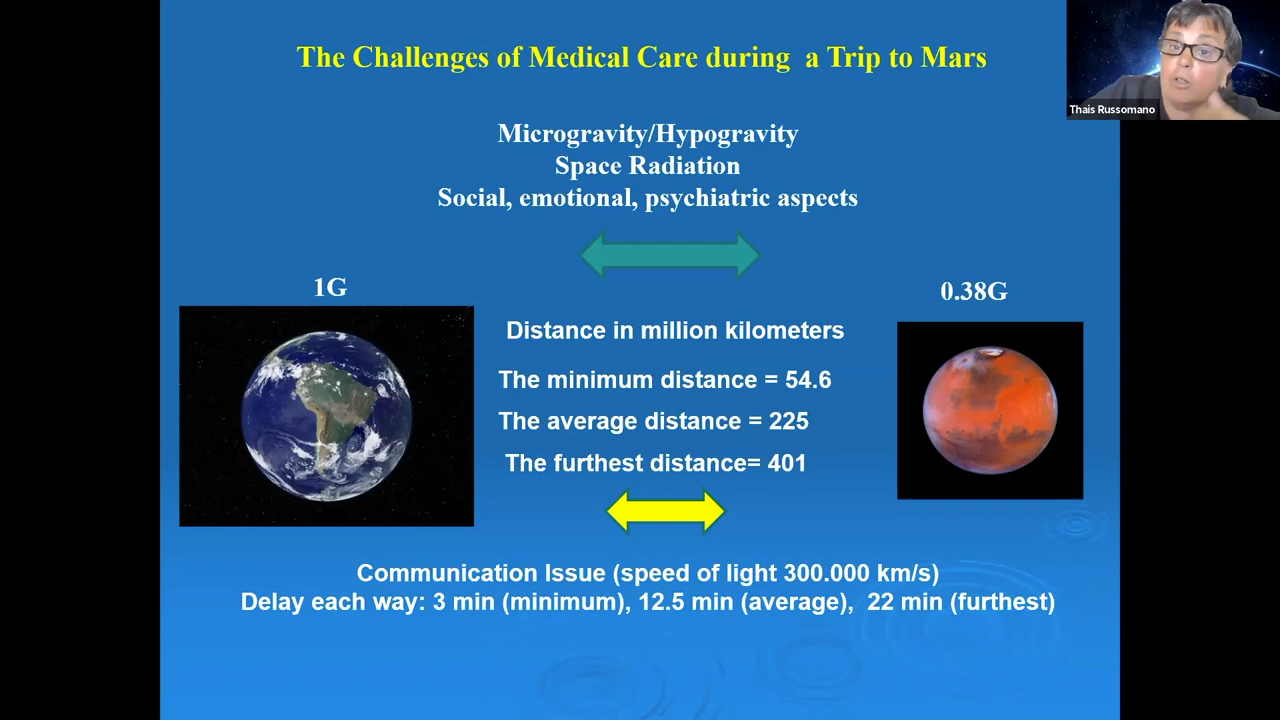 The Challenges of Medical Care during a Trip to Mars
Thais Russomano
Microgravity/Hypogravity
Space Radiation
Social, emotional, psychiatric aspects
1G
0.38G
Distance in million kilometers
The minimum distance = 54.6
The average distance = 225
The furthest distance= 401
Communication Issue (speed of light 300.000 km/s)
Delay each way: 3 min (minimum), 12.5 min (average), 22 min (furthest)